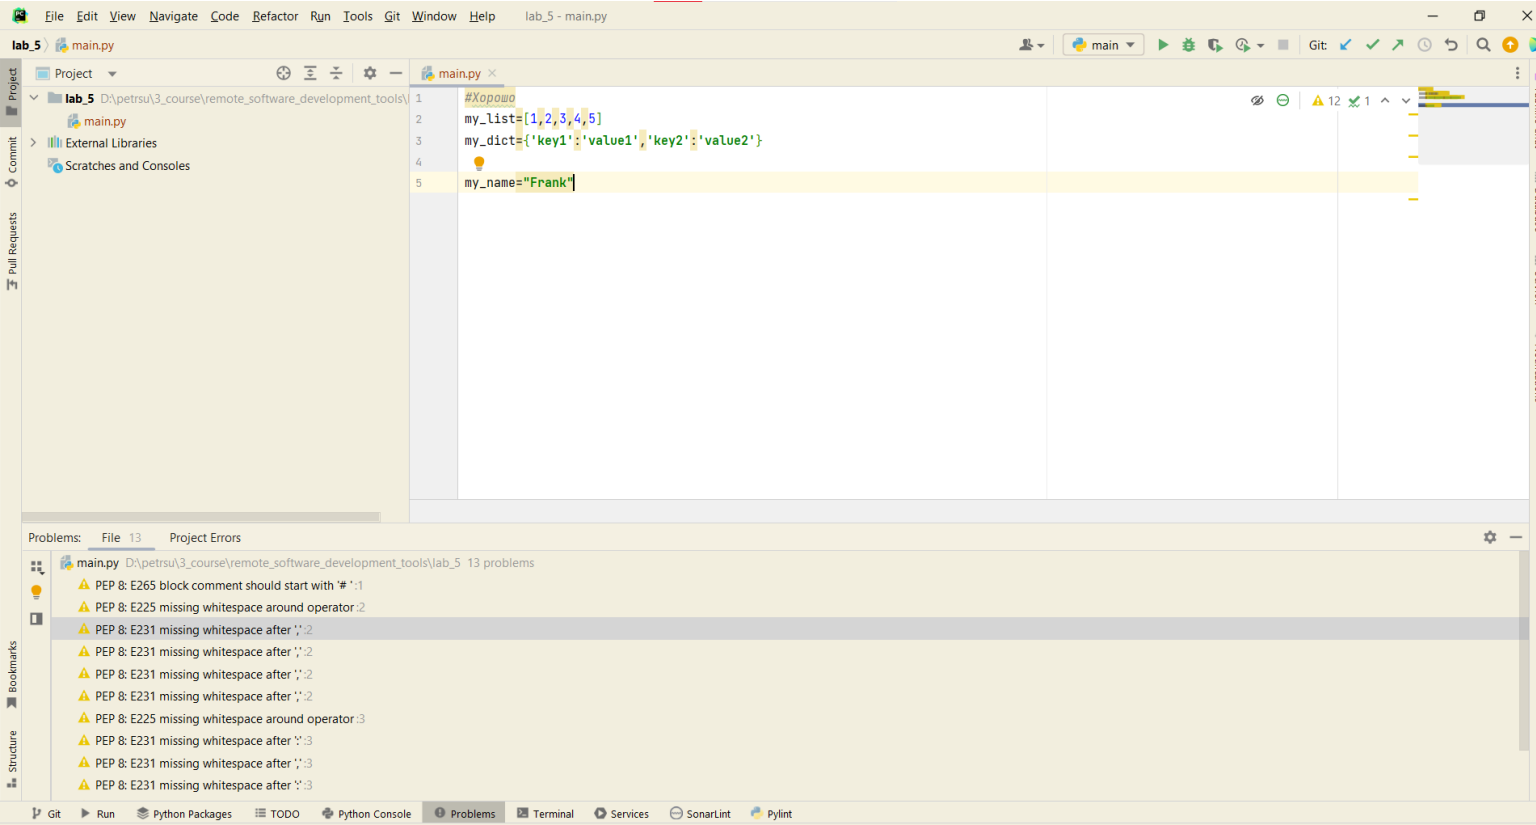 File Edit View Navigate Code Refactor Run Tools Git Window Help lab_5 - main.py
lab_5 main.py
main
Git:
Project
main.py
lab_5 D:\petrsu\3_course\remote_software_development_tools\
main.py
External Libraries
Scratches and Consoles
Project
Commit
Pull Requests
Bookmarks
Structure
1 #Хорошо
2 my_list=[1,2,3,4,5]
3 my_dict={'key1':'value1','key2':'value2'}
4
5 my_name="Frank"
12 1
Problems: File 13 Project Errors
main.py D:\petrsu\3_course\remote_software_development_tools\lab_5 13 problems
PEP 8: E265 block comment should start with '# ' :1
PEP 8: E225 missing whitespace around operator :2
PEP 8: E231 missing whitespace after ',' :2
PEP 8: E231 missing whitespace after ',' :2
PEP 8: E231 missing whitespace after ',' :2
PEP 8: E231 missing whitespace after ',' :2
PEP 8: E225 missing whitespace around operator :3
PEP 8: E231 missing whitespace after ':' :3
PEP 8: E231 missing whitespace after ',' :3
PEP 8: E231 missing whitespace after ':' :3
Git Run Python Packages TODO Python Console Problems Terminal Services SonarLint Pylint